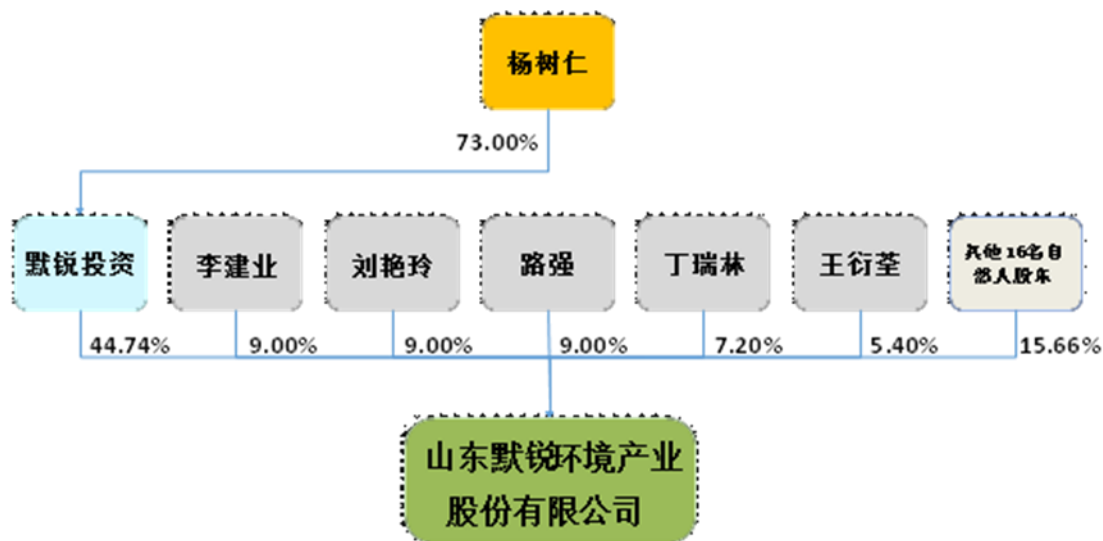 杨树仁
73.00%
默锐投资
李建业
刘艳玲
路强
丁瑞林
王衍荃
其他16名自
然人股东
44.74%
9.00%
9.00%
9.00%
7.20%
5.40%
15.66%
山东默锐环境产业
股份有限公司